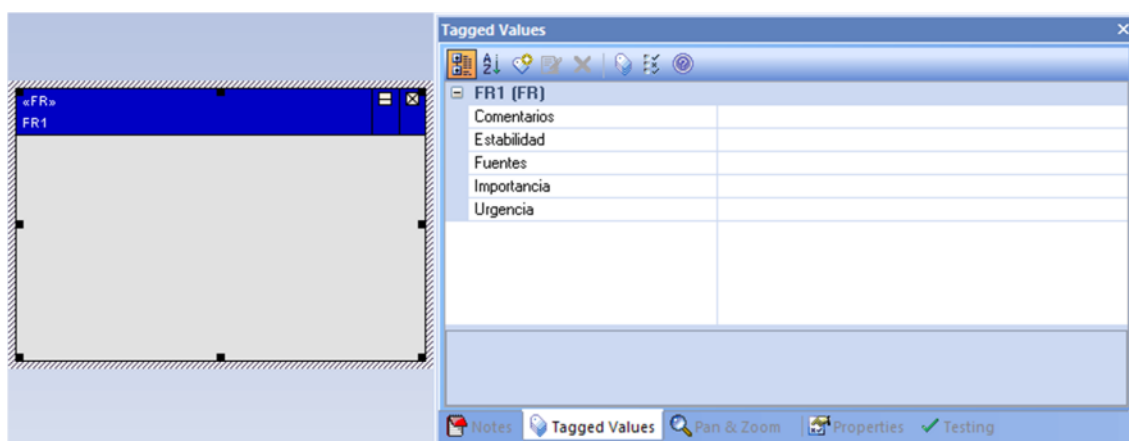 «FR»
FR1
Tagged Values
FR1 (FR)
Comentarios
Estabilidad
Fuentes
Importancia
Urgencia
Notes Tagged Values Pan & Zoom Properties Testing